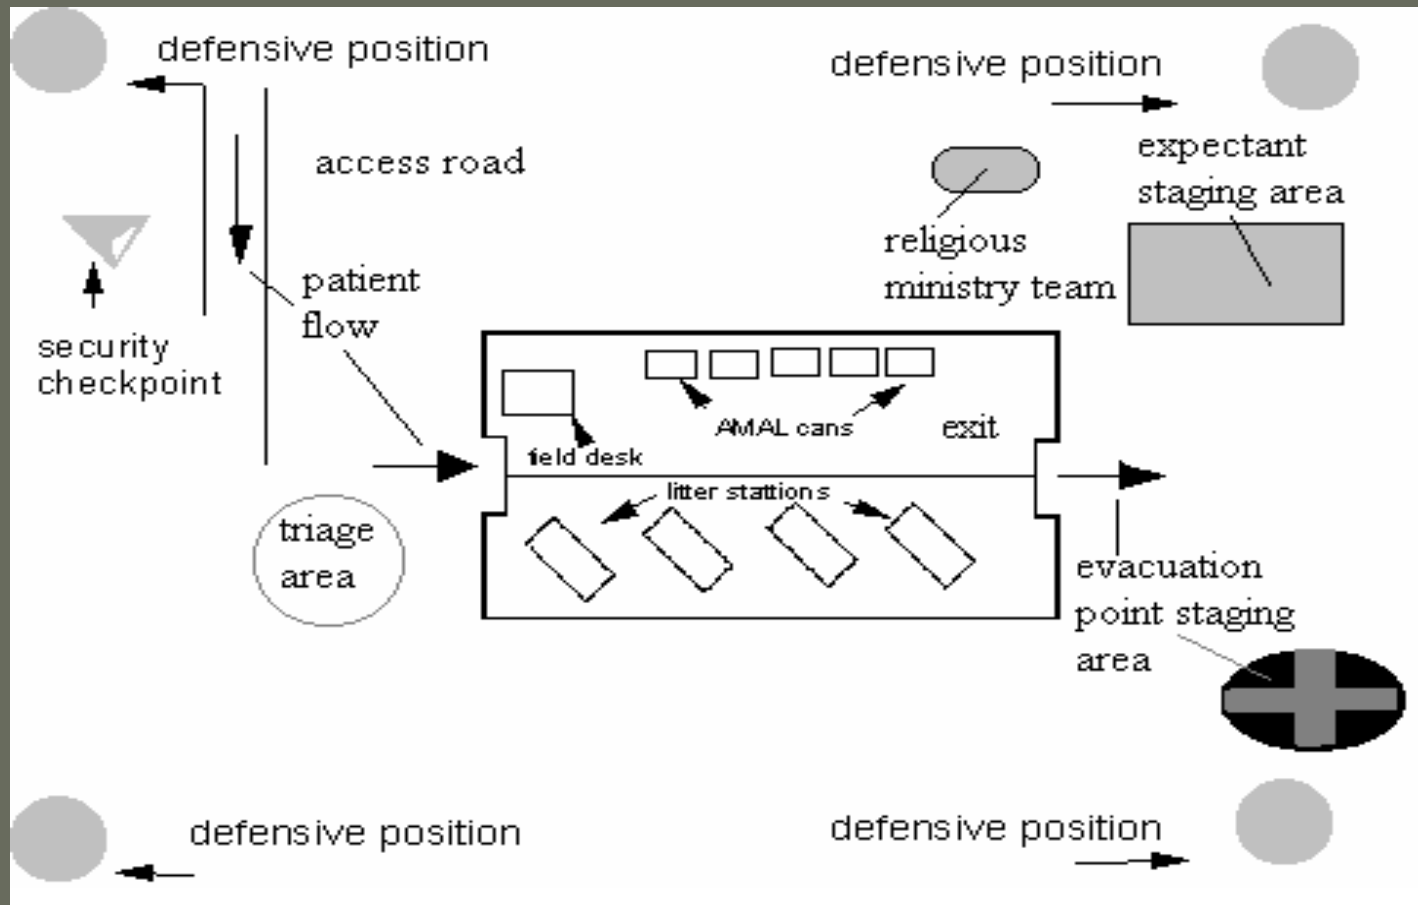 defensive position
defensive position
access road
expectant
staging area
religious
ministry team
patient
flow
security
checkpoint
AMAL cans
exit
field desk
litter stattions
triage
area
evacuation
point staging
area
defensive position
defensive position